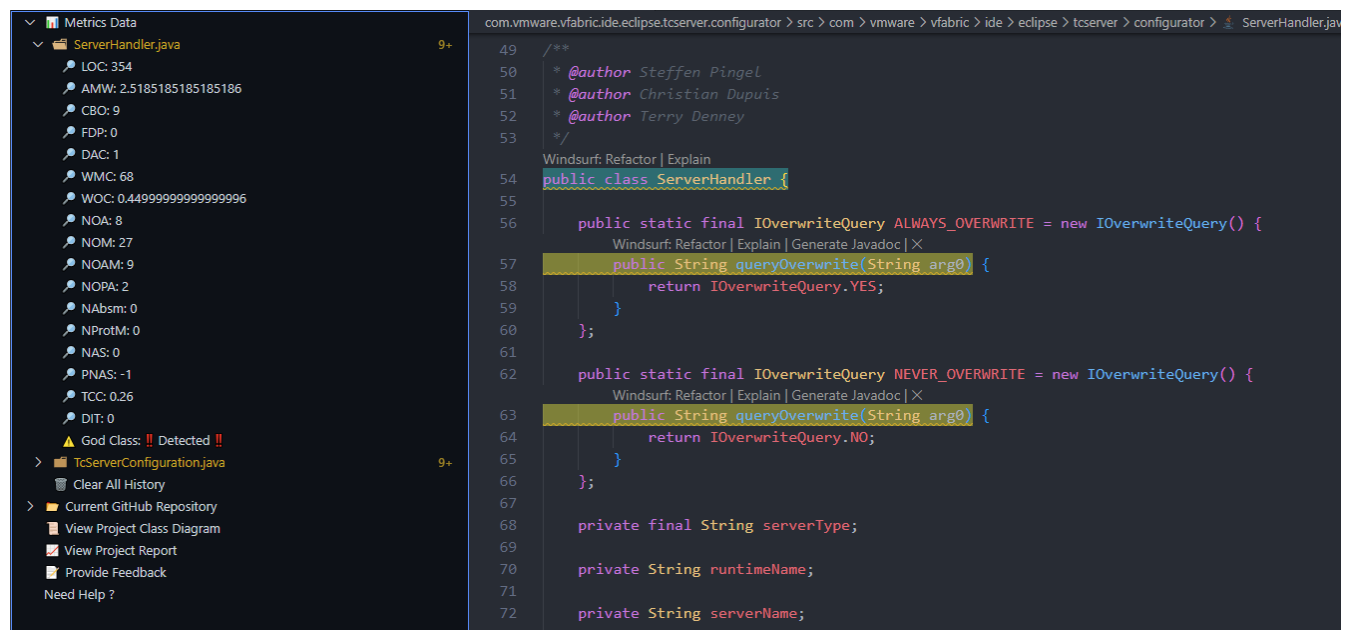 Metrics Data
ServerHandler.java 9+
LOC: 354
AMW: 2.5185185185185186
CBO: 9
FDP: 0
DAC: 1
WMC: 68
WOC: 0.44999999999999996
NOA: 8
NOM: 27
NOAM: 9
NOPA: 2
NAbsm: 0
NProtM: 0
NAS: 0
PNAS: -1
TCC: 0.26
DIT: 0
God Class: ‼ Detected ‼
TcServerConfiguration.java 9+
Clear All History
Current GitHub Repository
View Project Class Diagram
View Project Report
Provide Feedback
Need Help ?
com.vmware.vfabric.ide.eclipse.tcserver.configurator > src > com > vmware > vfabric > ide > eclipse > tcserver > configurator > ServerHandler.jav
49 /**
50 * @author Steffen Pingel
51 * @author Christian Dupuis
52 * @author Terry Denney
53 */
Windsurf: Refactor | Explain
54 public class ServerHandler {
55
56 public static final IOverwriteQuery ALWAYS_OVERWRITE = new IOverwriteQuery() {
Windsurf: Refactor | Explain | Generate Javadoc | ✕
57 public String queryOverwrite(String arg0) {
58 return IOverwriteQuery.YES;
59 }
60 };
61
62 public static final IOverwriteQuery NEVER_OVERWRITE = new IOverwriteQuery() {
Windsurf: Refactor | Explain | Generate Javadoc | ✕
63 public String queryOverwrite(String arg0) {
64 return IOverwriteQuery.NO;
65 }
66 };
67
68 private final String serverType;
69
70 private String runtimeName;
71
72 private String serverName;